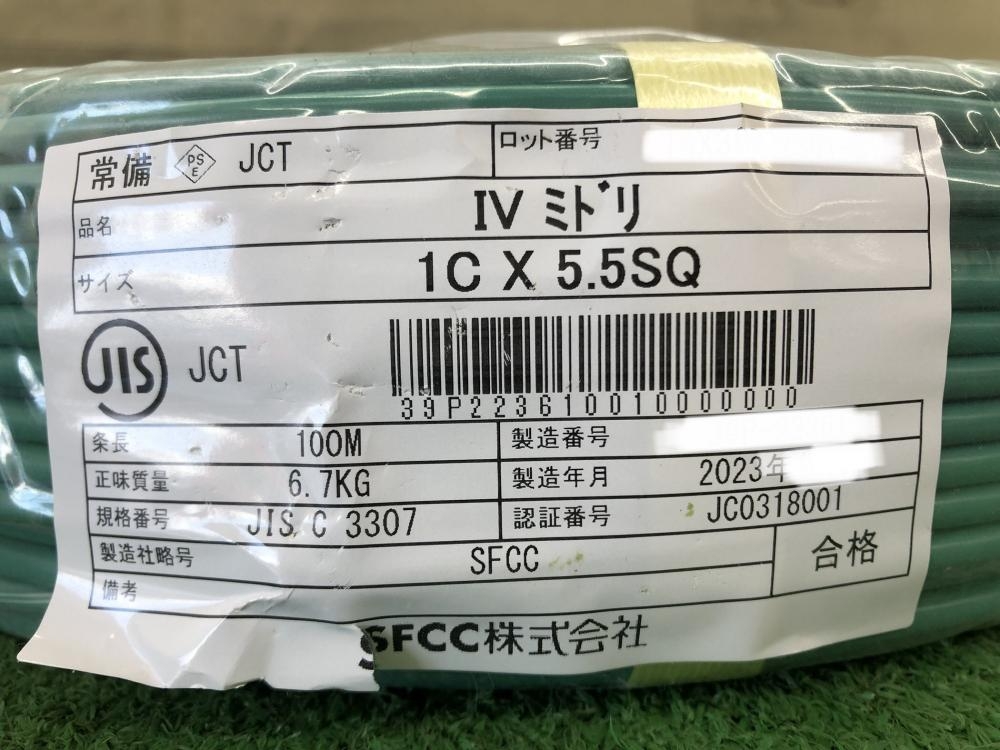 常備 PS E JCT ロット番号
品名 IV ミドリ
サイズ 1C X 5.5SQ
JIS JCT
39P22361001000000
条長 100M 製造番号
正味質量 6.7KG 製造年月 2023年
規格番号 JIS C 3307 認証番号 JC0318001
製造社略号 SFCC 合格
備考
SFCC株式会社